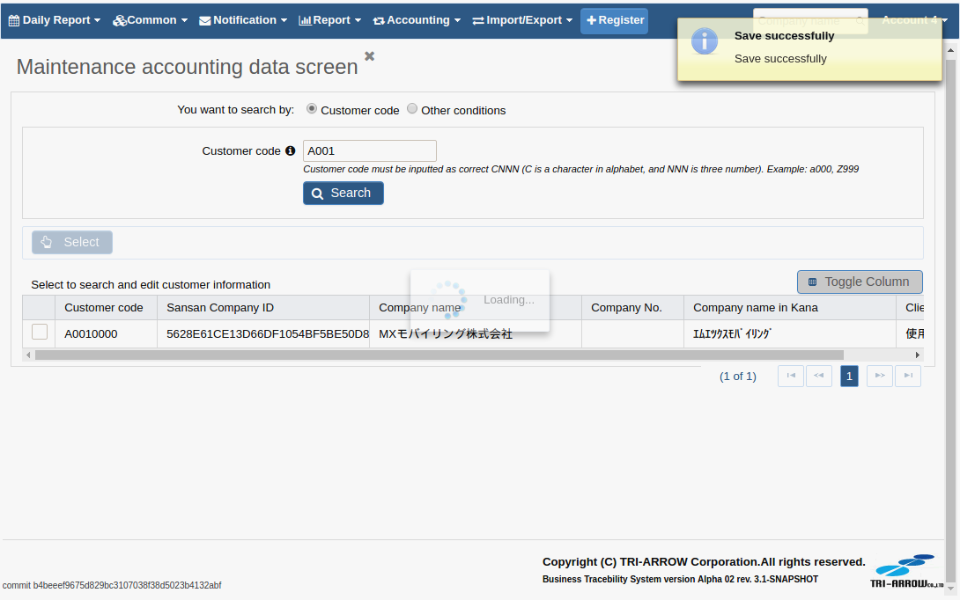 Daily Report Common Notification Report Accounting Import/Export Register Company name Account 4
Save successfully
Save successfully
Maintenance accounting data screen
You want to search by: Customer code Other conditions
Customer code A001
Customer code must be inputted as correct CNNN (C is a character in alphabet, and NNN is three number). Example: a000, Z999
Search
Select
Loading...
Select to search and edit customer information Toggle Column
Customer code Sansan Company ID Company name Company No. Company name in Kana Clie
A0010000 5628E61CE13D66DF1054BF5BE50D8 MXモバイリング株式会社 ｴﾑｴｯｸｽﾓﾊﾞｲﾘﾝｸﾞ 使用
(1 of 1) 1
Copyright (C) TRI-ARROW Corporation.All rights reserved.
Business Tracebility System version Alpha 02 rev. 3.1-SNAPSHOT
TRI-ARROW CO.,LTD
commit b4beeef9675d829bc3107038f38d5023b4132abf